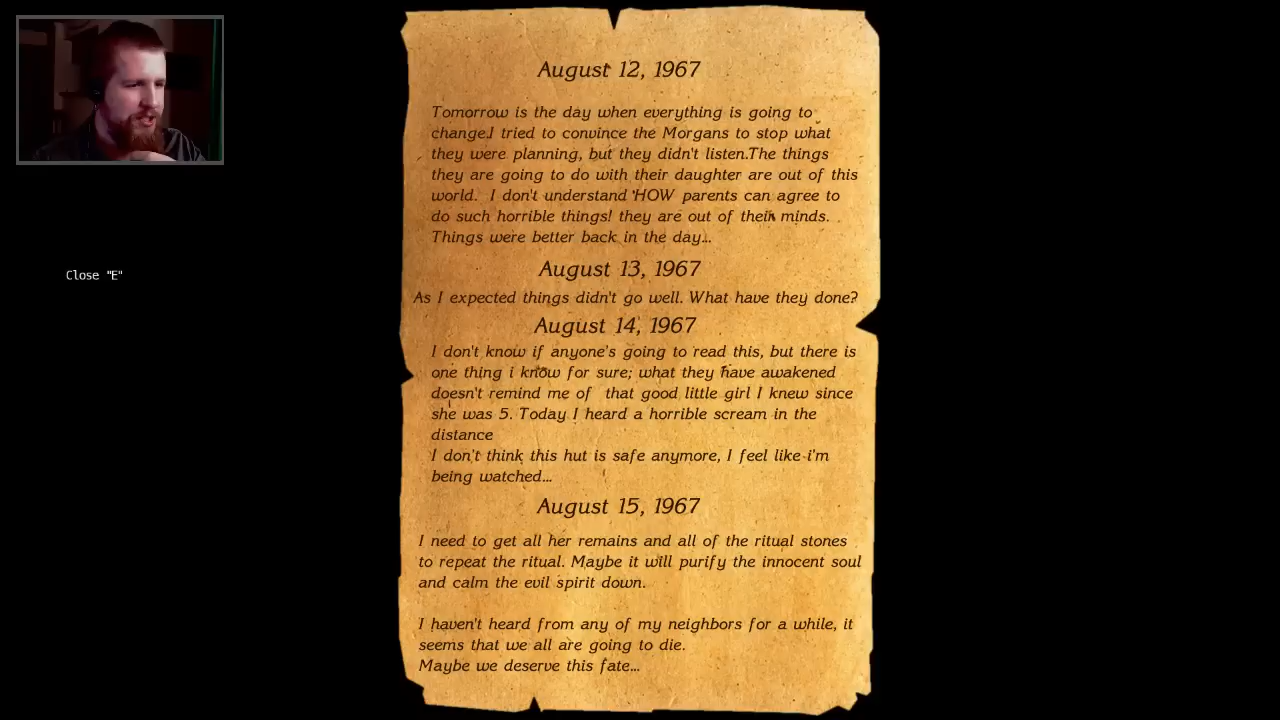 August 12, 1967
Tomorrow is the day when everything is going to
change.I tried to convince the Morgans to stop what
they were planning, but they didn't listen.The things
they are going to do with their daughter are out of this
world. I don't understand HOW parents can agree to
do such horrible things! they are out of their minds.
Things were better back in the day...
August 13, 1967
As I expected things didn't go well. What have they done?
August 14, 1967
I don't know if anyone's going to read this, but there is
one thing i know for sure; what they have awakened
doesn't remind me of that good little girl I knew since
she was 5. Today I heard a horrible scream in the
distance
Close "E"
I don't think this hut is safe anymore, I feel like i'm
being watched...
August 15, 1967
I need to get all her remains and all of the ritual stones
to repeat the ritual. Maybe it will purify the innocent soul
and calm the evil spirit down.
I haven't heard from any of my neighbors for a while, it
seems that we all are going to die.
Maybe we deserve this fate...